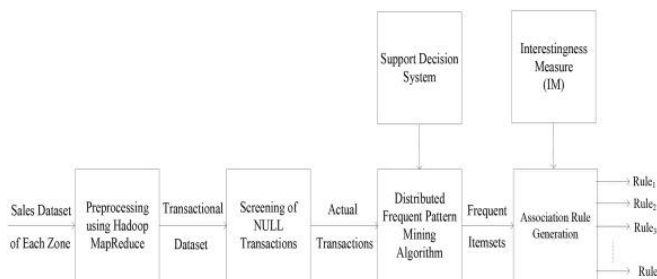 Support Decision
System
Interestingness
Measure
(IM)
Sales Dataset
of Each Zone
Preprocessing
using Hadoop
MapReduce
Transactional
Dataset
Screening of
NULL
Transactions
Actual
Transactions
Distributed
Frequent Pattern
Mining
Algorithm
Frequent
Itemsets
Association Rule
Generation
Rule₁
Rule₂
Rule₃
Rule